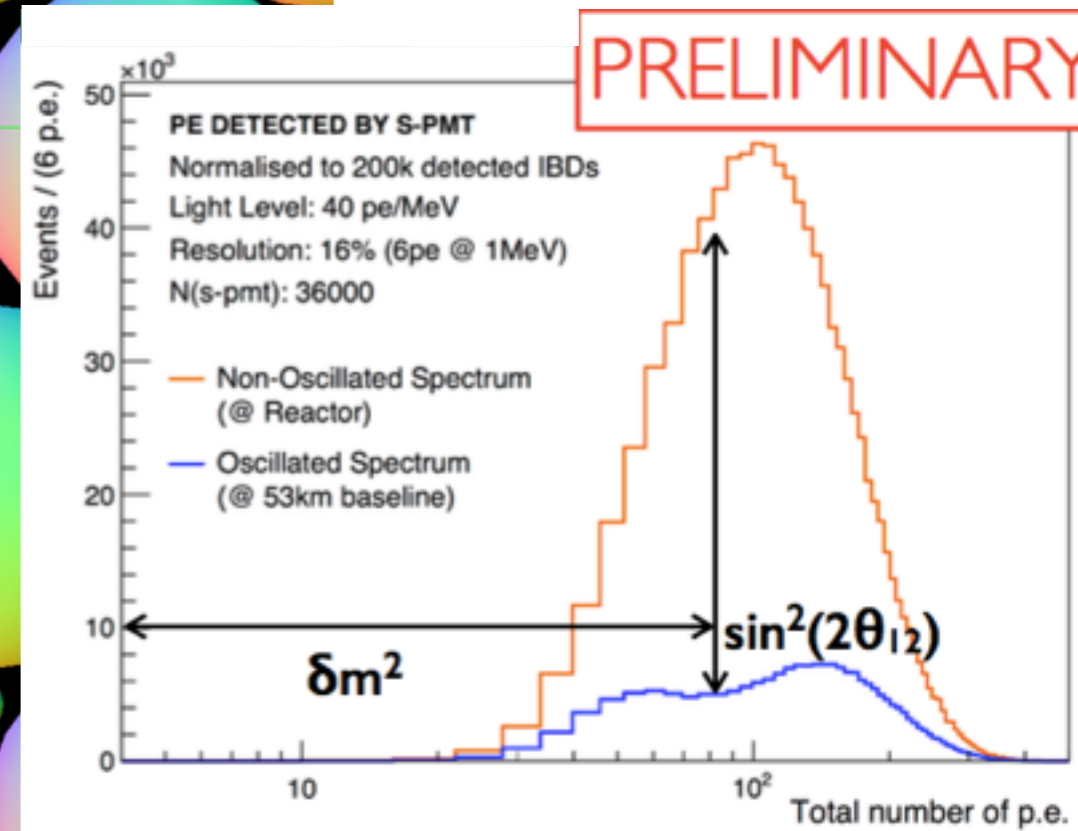 PRELIMINARY
×10³
50
40
30
20
10
0
Events / (6 p.e.)
PE DETECTED BY S-PMT
Normalised to 200k detected IBDs
Light Level: 40 pe/MeV
Resolution: 16% (6pe @ 1MeV)
N(s-pmt): 36000
Non-Oscillated Spectrum
(@ Reactor)
Oscillated Spectrum
(@ 53km baseline)
sin²(2θ₁₂)
δm²
10
10²
Total number of p.e.